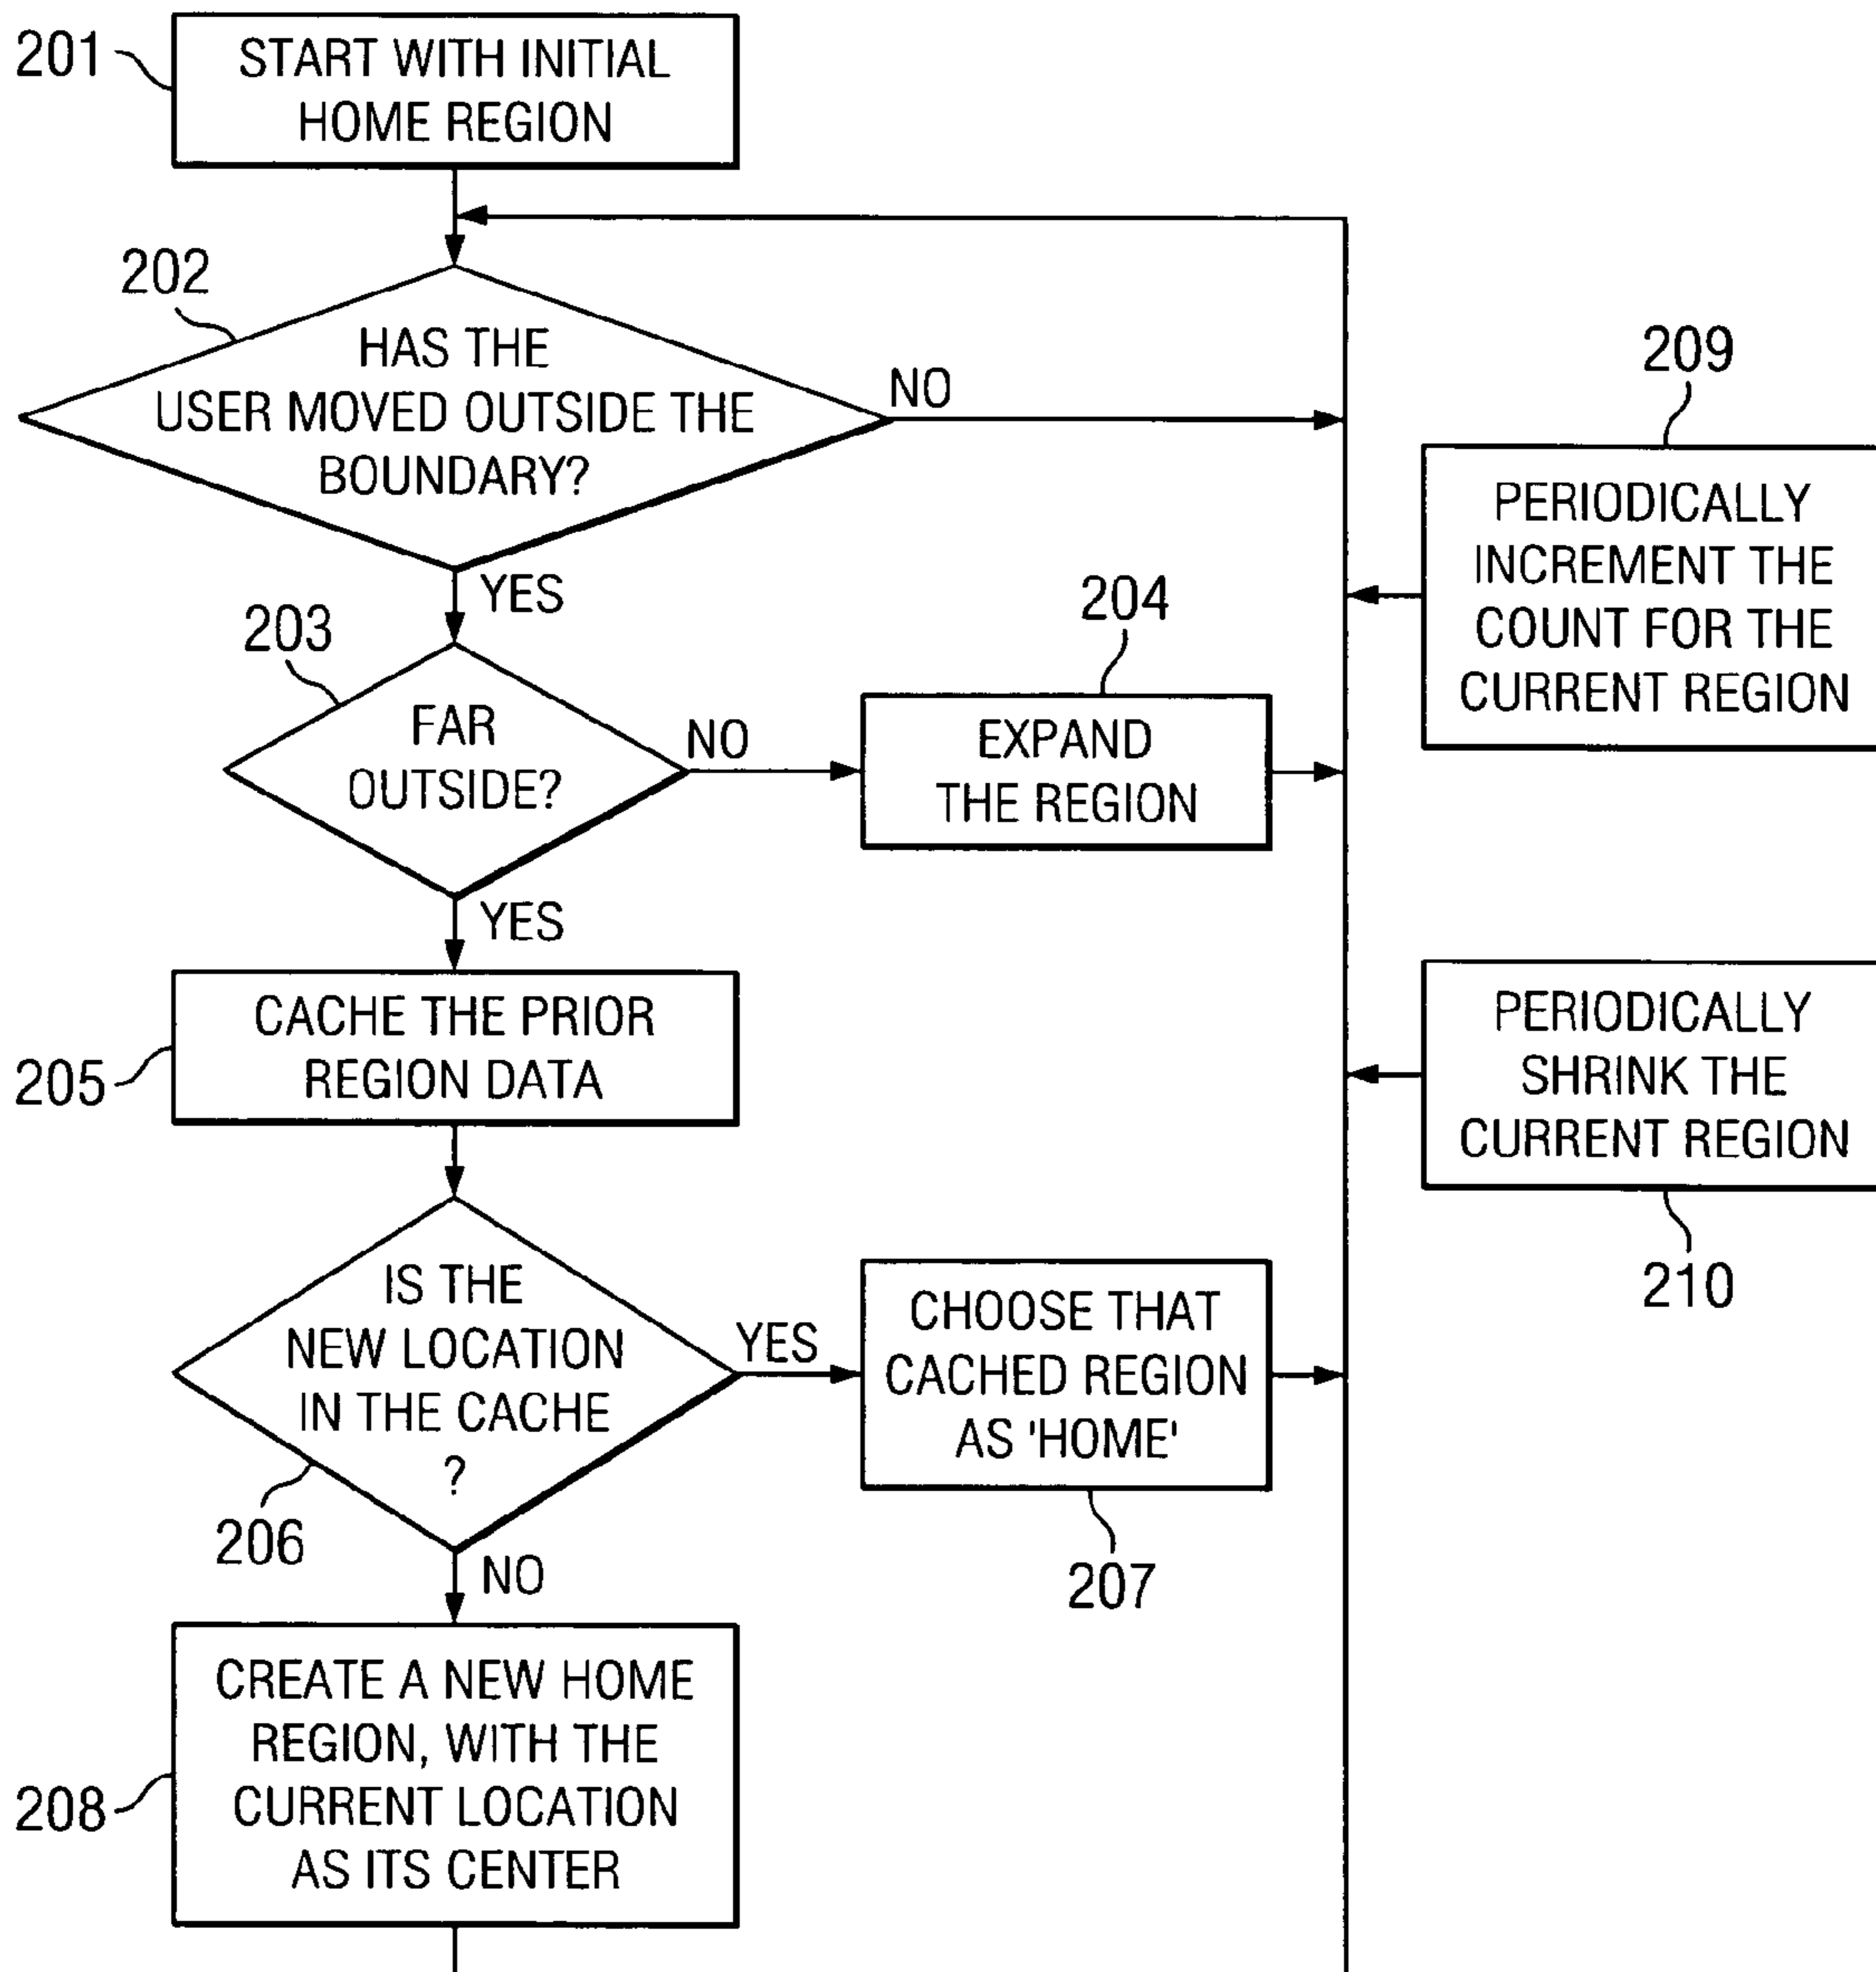 201
START WITH INITIAL
HOME REGION
202
HAS THE
USER MOVED OUTSIDE THE
BOUNDARY?
NO
YES
203
FAR
OUTSIDE?
NO
204
EXPAND
THE REGION
YES
205
CACHE THE PRIOR
REGION DATA
206
IS THE
NEW LOCATION
IN THE CACHE
?
YES
207
CHOOSE THAT
CACHED REGION
AS 'HOME'
NO
208
CREATE A NEW HOME
REGION, WITH THE
CURRENT LOCATION
AS ITS CENTER
209
PERIODICALLY
INCREMENT THE
COUNT FOR THE
CURRENT REGION
PERIODICALLY
SHRINK THE
CURRENT REGION
210